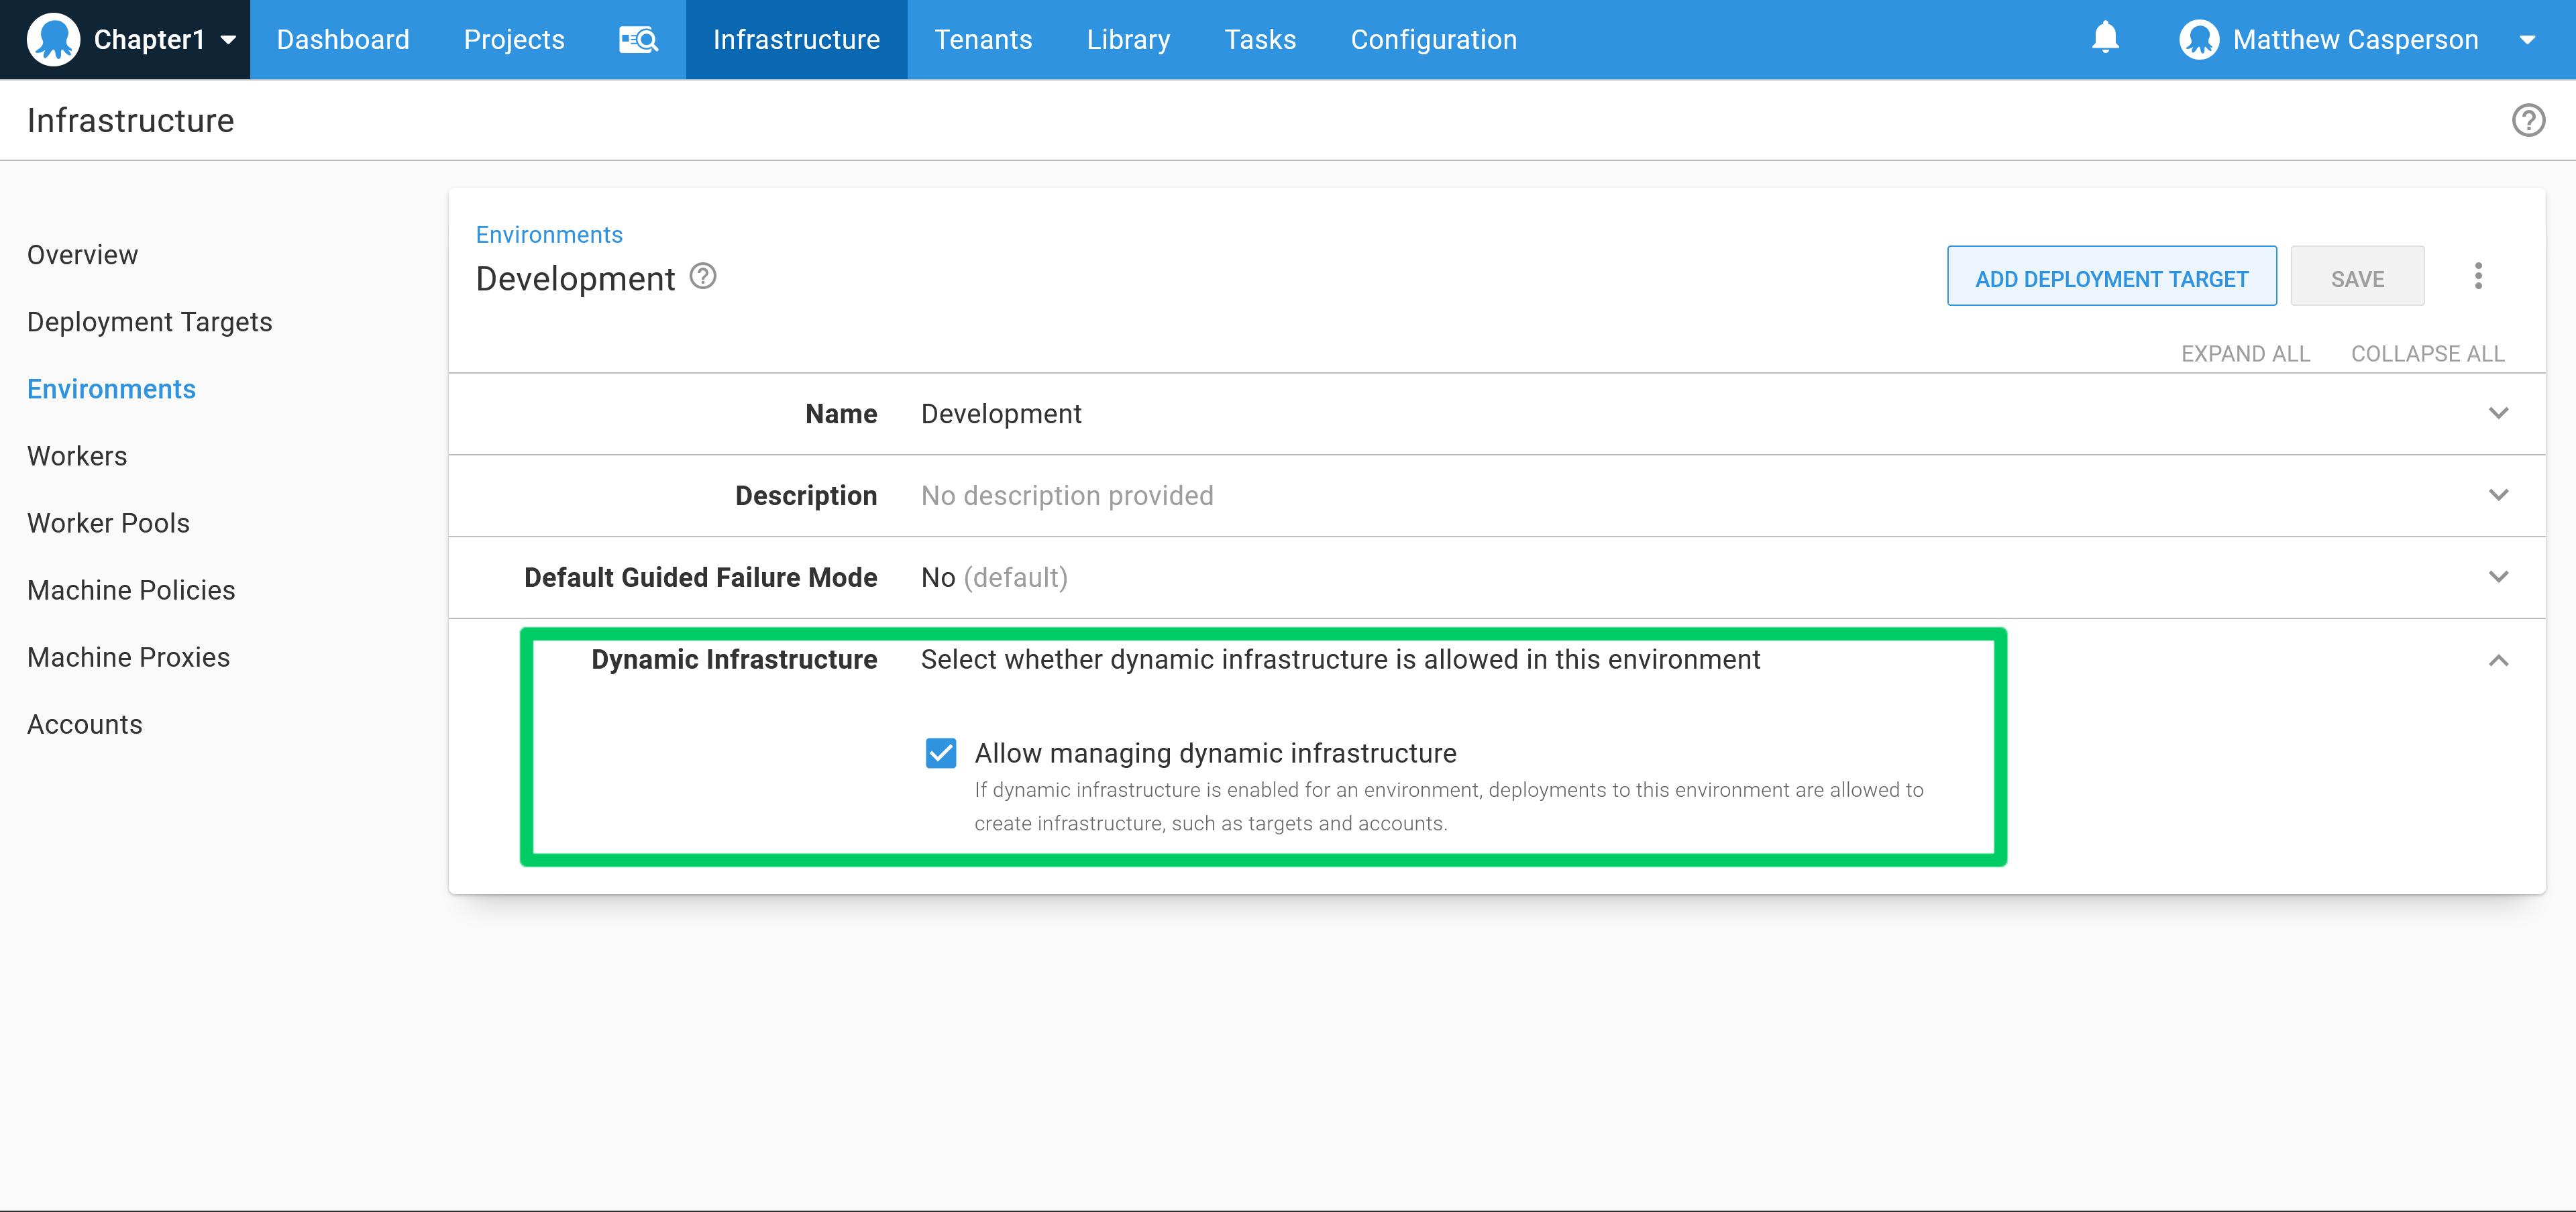 Chapter1 Dashboard Projects Infrastructure Tenants Library Tasks Configuration Matthew Casperson
Infrastructure
Overview
Deployment Targets
Environments
Workers
Worker Pools
Machine Policies
Machine Proxies
Accounts
Environments
Development
ADD DEPLOYMENT TARGET
SAVE
EXPAND ALL COLLAPSE ALL
Name Development
Description No description provided
Default Guided Failure Mode No (default)
Dynamic Infrastructure Select whether dynamic infrastructure is allowed in this environment
Allow managing dynamic infrastructure
If dynamic infrastructure is enabled for an environment, deployments to this environment are allowed to
create infrastructure, such as targets and accounts.